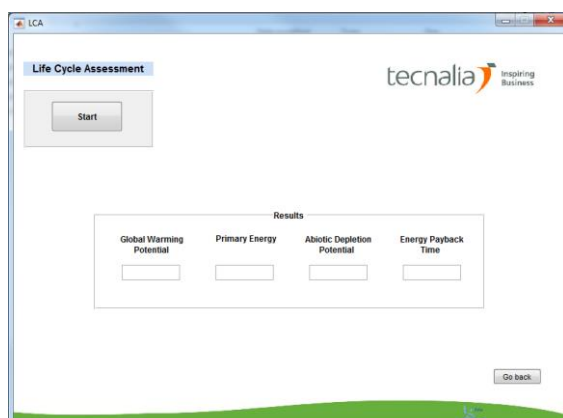 LCA
Life Cycle Assessment
tecnalia Inspiring
Business
Start
Results
Global Warming
Potential
Primary Energy
Abiotic Depletion
Potential
Energy Payback
Time
Go back